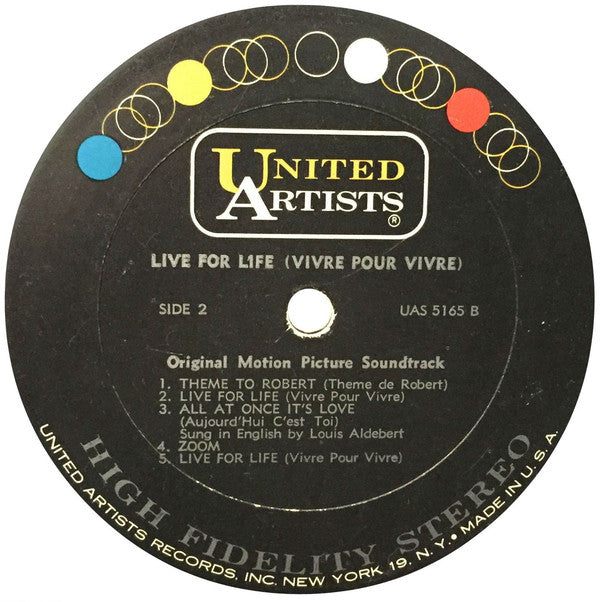 UNITED
ARTISTS
®
LIVE FOR LIFE (VIVRE POUR VIVRE)
SIDE 2
UAS 5165 B
Original Motion Picture Soundtrack
1. THEME TO ROBERT (Theme de Robert)
2. LIVE FOR LIFE (Vivre Pour Vivre)
3. ALL AT ONCE IT'S LOVE
(Aujourd'Hui C'est Toi)
Sung in English by Louis Aldebert
4. ZOOM
5. LIVE FOR LIFE (Vivre Pour Vivre)
HIGH FIDELITY STEREO
UNITED ARTISTS RECORDS, INC. NEW YORK 19, N.Y. • MADE IN U.S.A.